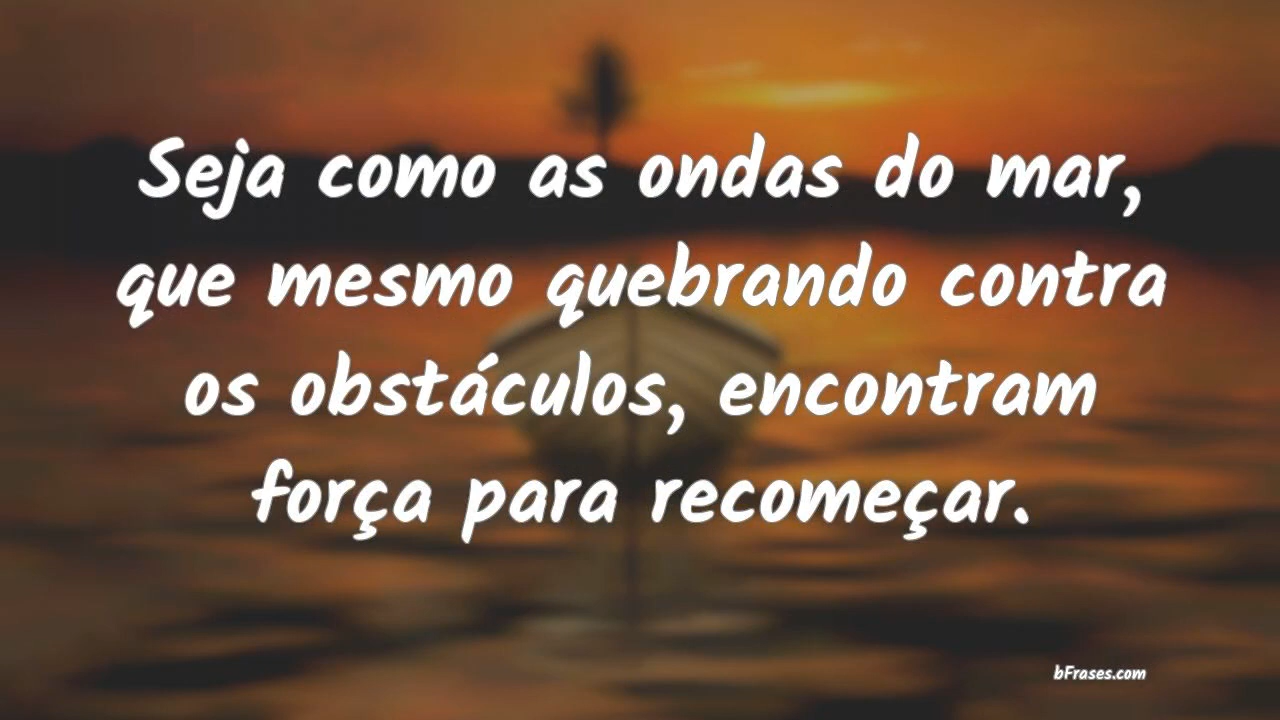 Seja como as ondas do mar,
que mesmo quebrando contra
os obstáculos, encontram
força para recomeçar.
bFrases.com